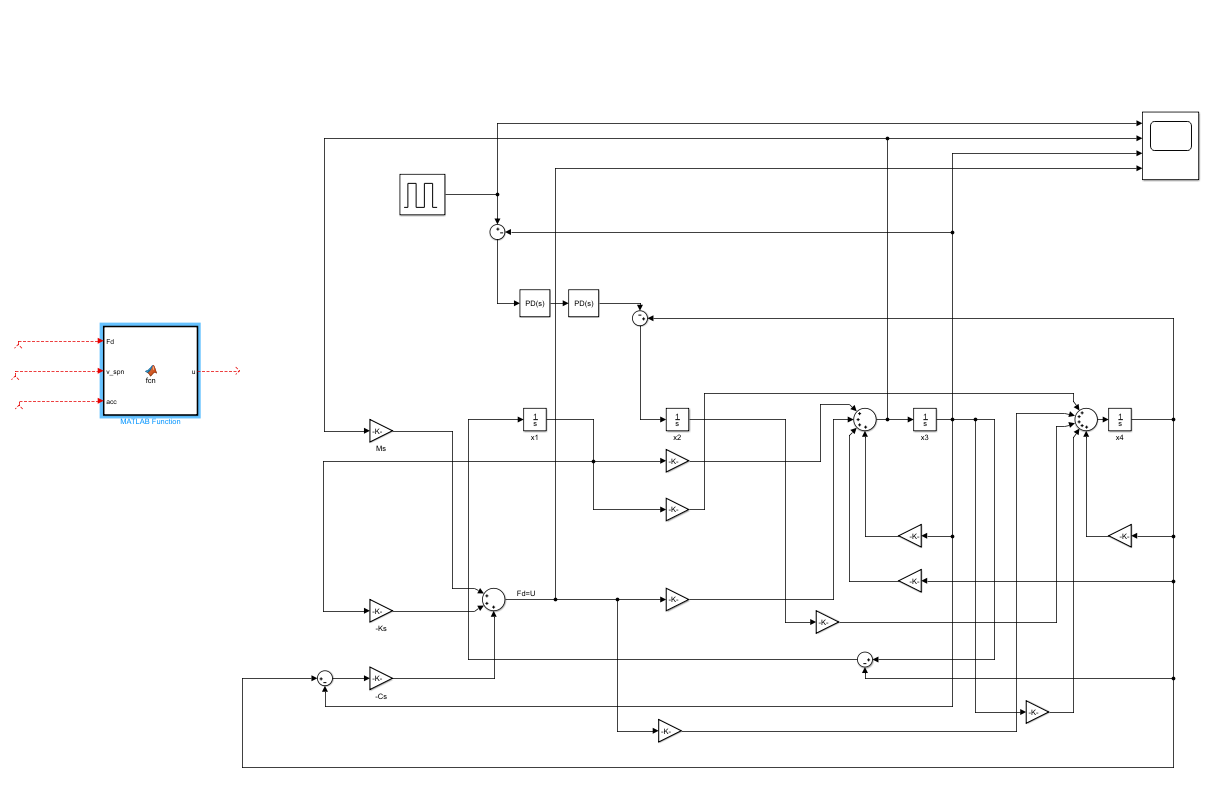 PD(s) PD(s)
Fd
v_spn
acc
u
fcn
MATLAB Function
-K-
Ms
1
s
x1
1
s
x2
1
s
x3
1
s
x4
-K-
-K-
-K-
-K-
-K-
Fd=U
-K-
-K-
-Ks
-K-
-K-
-Cs
-K-
-K-